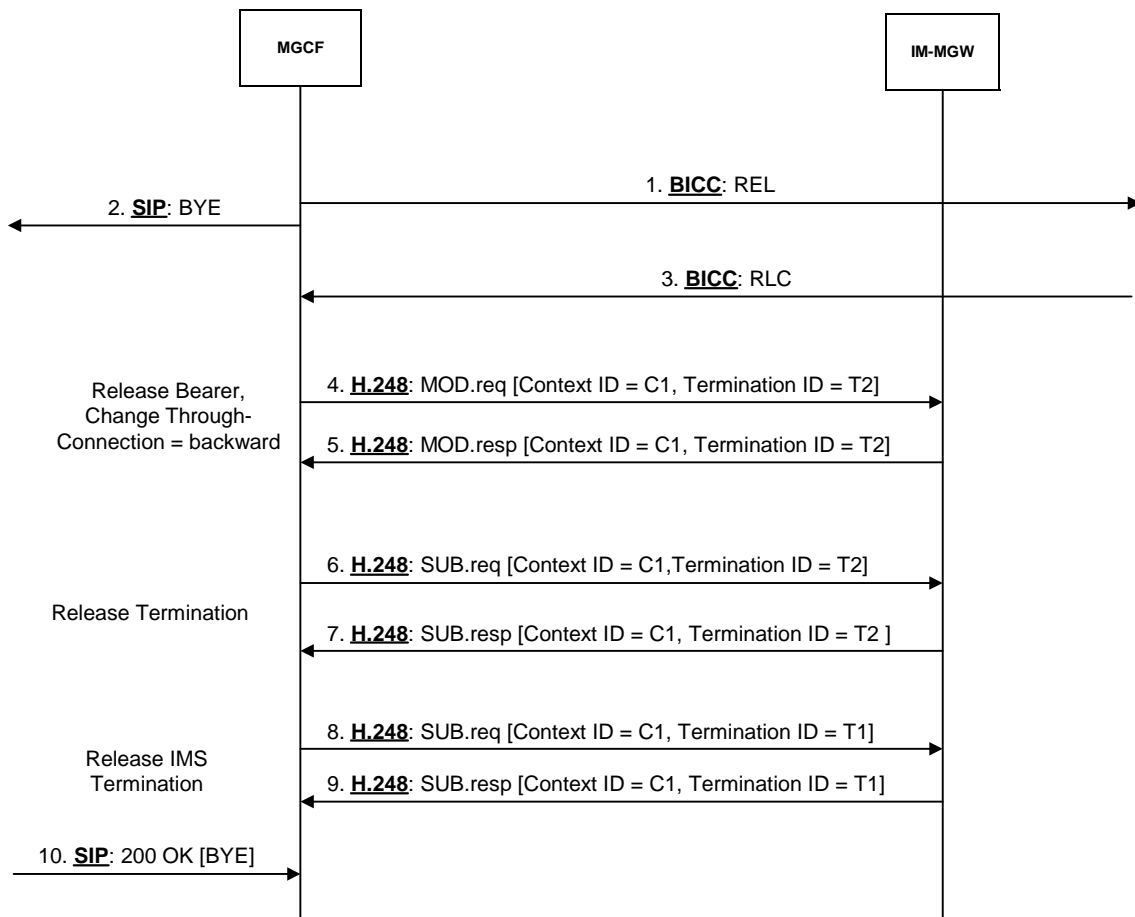 MGCF
IM-MGW
1. BICC: REL
2. SIP: BYE
3. BICC: RLC
Release Bearer,
Change Through-
Connection = backward
4. H.248: MOD.req [Context ID = C1, Termination ID = T2]
5. H.248: MOD.resp [Context ID = C1, Termination ID = T2]
6. H.248: SUB.req [Context ID = C1,Termination ID = T2]
Release Termination
7. H.248: SUB.resp [Context ID = C1, Termination ID = T2 ]
8. H.248: SUB.req [Context ID = C1, Termination ID = T1]
Release IMS
Termination
9. H.248: SUB.resp [Context ID = C1, Termination ID = T1]
10. SIP: 200 OK [BYE]